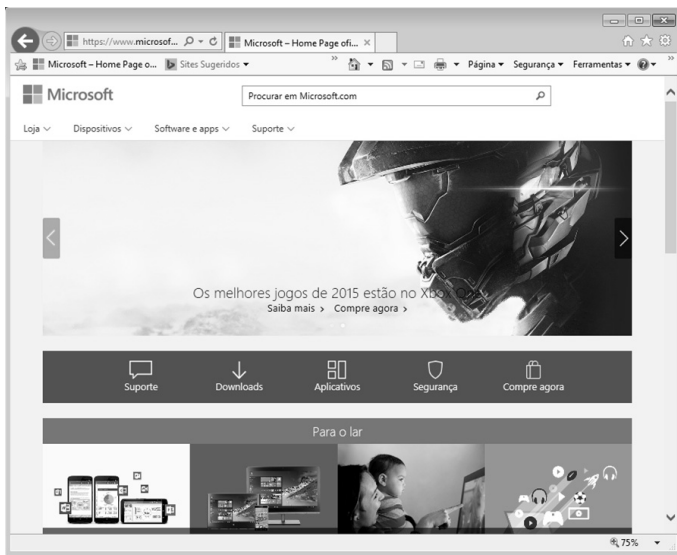 https://www.microsof... Microsoft – Home Page ofi...
Microsoft – Home Page o... Sites Sugeridos Página Segurança Ferramentas
Microsoft Procurar em Microsoft.com
Loja Dispositivos Software e apps Suporte
Os melhores jogos de 2015 estão no Xbox One
Saiba mais › Compre agora ›
Suporte Downloads Aplicativos Segurança Compre agora
Para o lar
75%